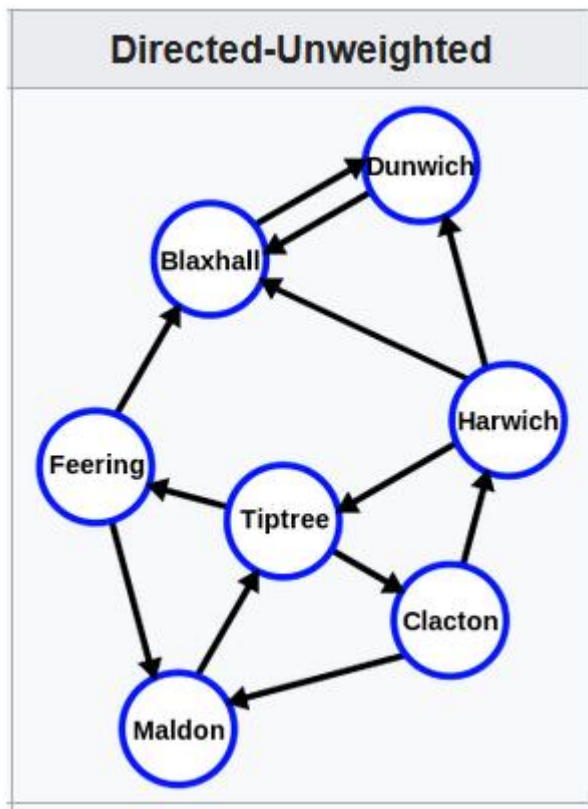 Directed-Unweighted
Dunwich
Blaxhall
Harwich
Feering
Tiptree
Clacton
Maldon